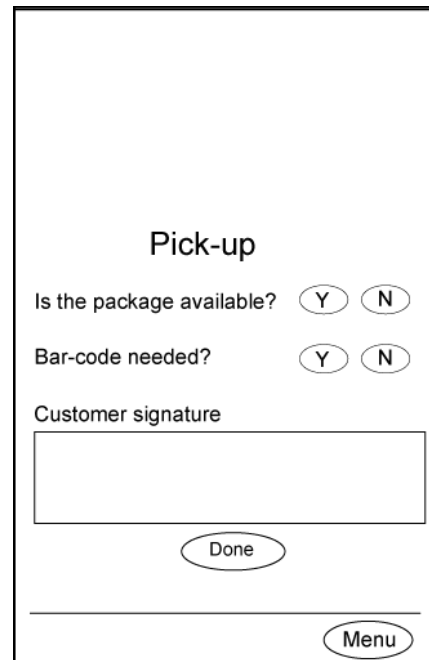 Pick-up
Is the package available? Y N
Bar-code needed? Y N
Customer signature
Done
Menu